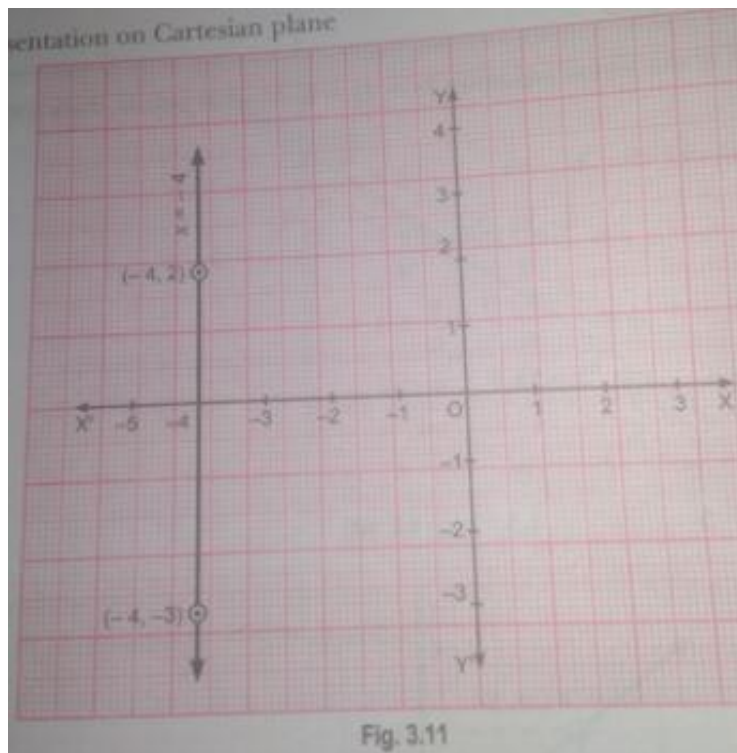 sentation on Cartesian plane
Y
4
x = – 4
3
2
(– 4, 2)
1
X' –5 –4 –3 –2 –1 O 1 2 3 X
–1
–2
–3
(– 4, –3)
Y'
Fig. 3.11